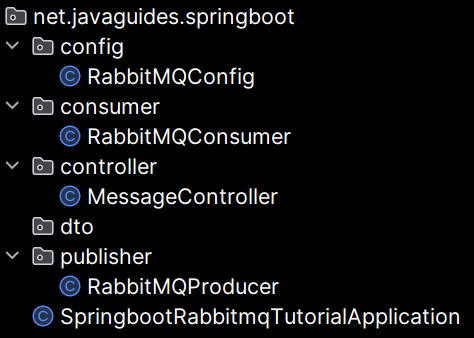 net.javaguides.springboot
config
RabbitMQConfig
consumer
RabbitMQConsumer
controller
MessageController
dto
publisher
RabbitMQProducer
SpringbootRabbitmqTutorialApplication